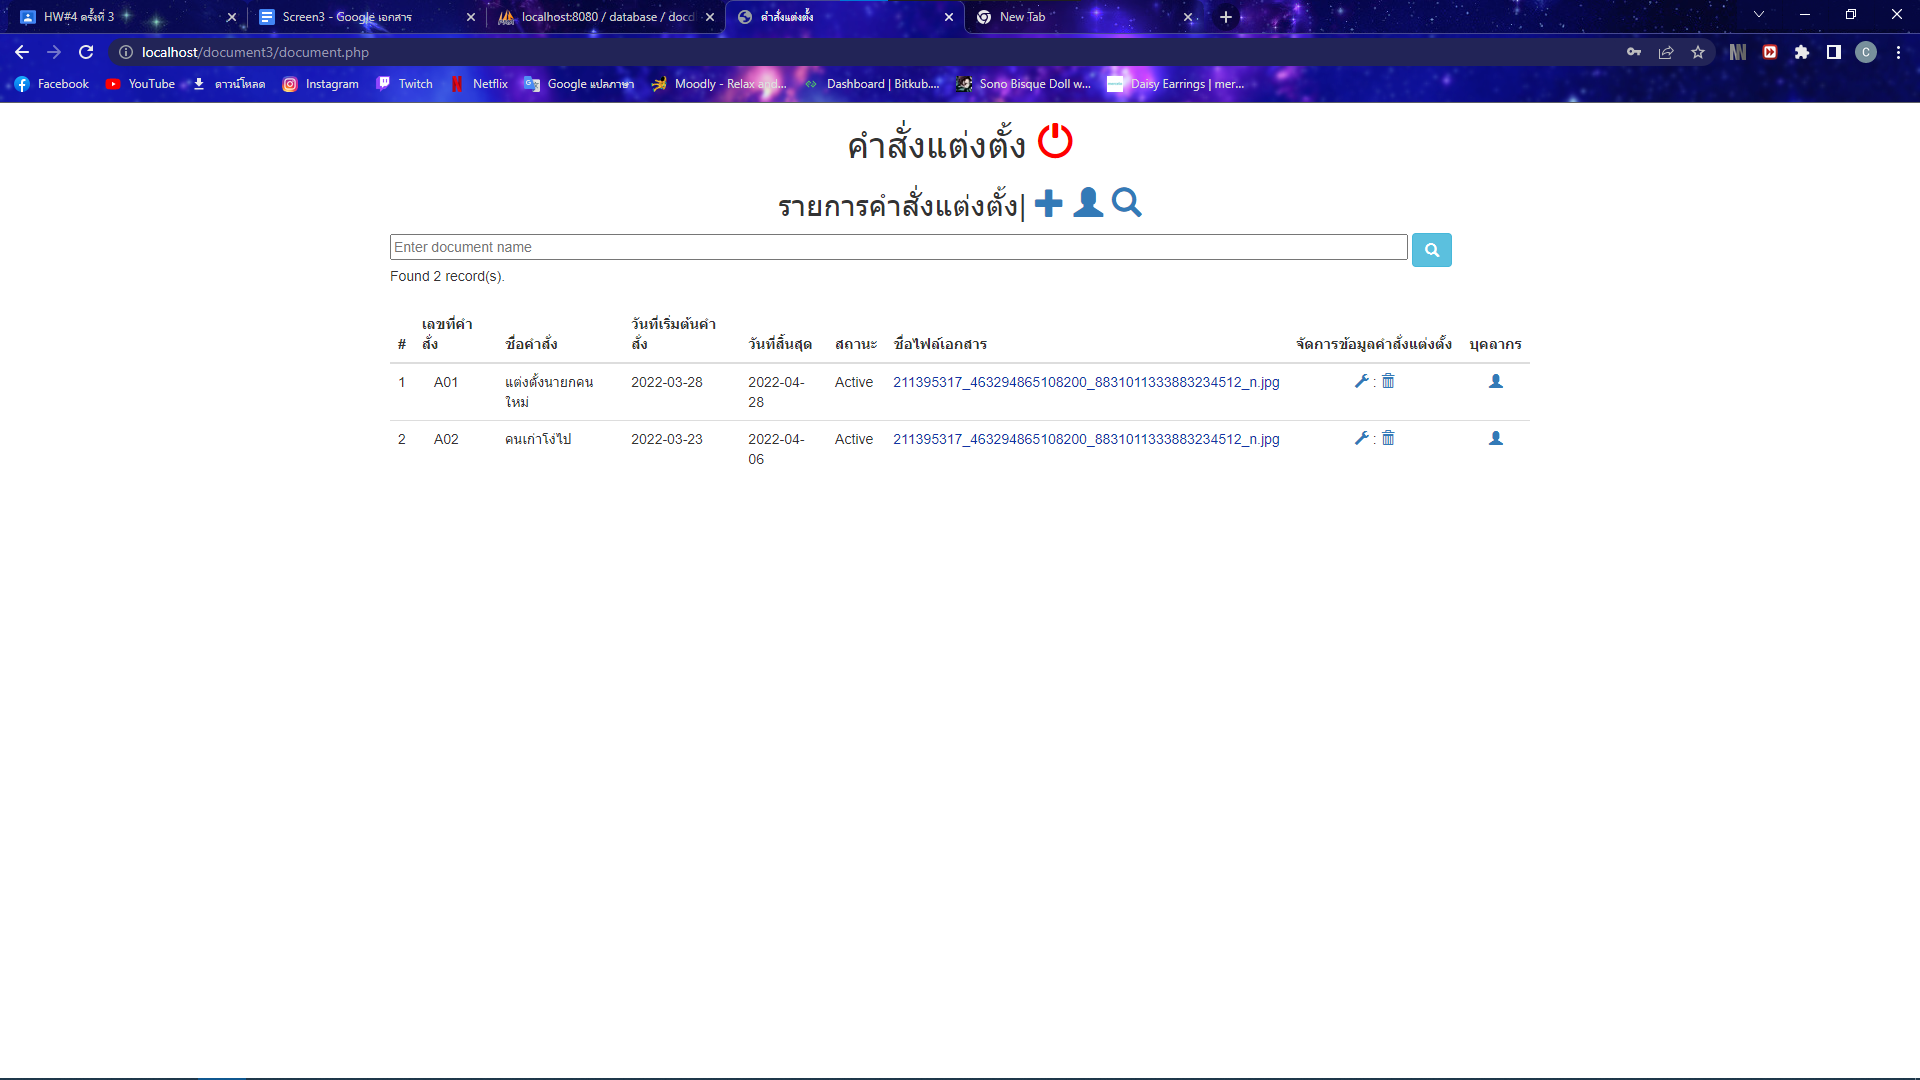 HW#4 ครั้งที่ 3
Screen3 - Google เอกสาร
localhost:8080 / database / docd
คำสั่งแต่งตั้ง
New Tab
localhost/document3/document.php
C
Facebook
YouTube
ดาวน์โหลด
Instagram
Twitch
Netflix
Google แปลภาษา
Moodly - Relax and...
Dashboard | Bitkub....
Sono Bisque Doll w...
Daisy Earrings | mer...
คำสั่งแต่งตั้ง
รายการคำสั่งแต่งตั้ง|
Enter document name
Found 2 record(s).
# เลขที่คำสั่ง ชื่อคำสั่ง วันที่เริ่มต้นคำสั่ง วันที่สิ้นสุด สถานะ ชื่อไฟล์เอกสาร จัดการข้อมูลคำสั่งแต่งตั้ง บุคลากร
1 A01 แต่งตั้งนายกคนใหม่ 2022-03-28 2022-04-28 Active 211395317_463294865108200_8831011333883234512_n.jpg :
2 A02 คนเก่าโง่ไป 2022-03-23 2022-04-06 Active 211395317_463294865108200_8831011333883234512_n.jpg :